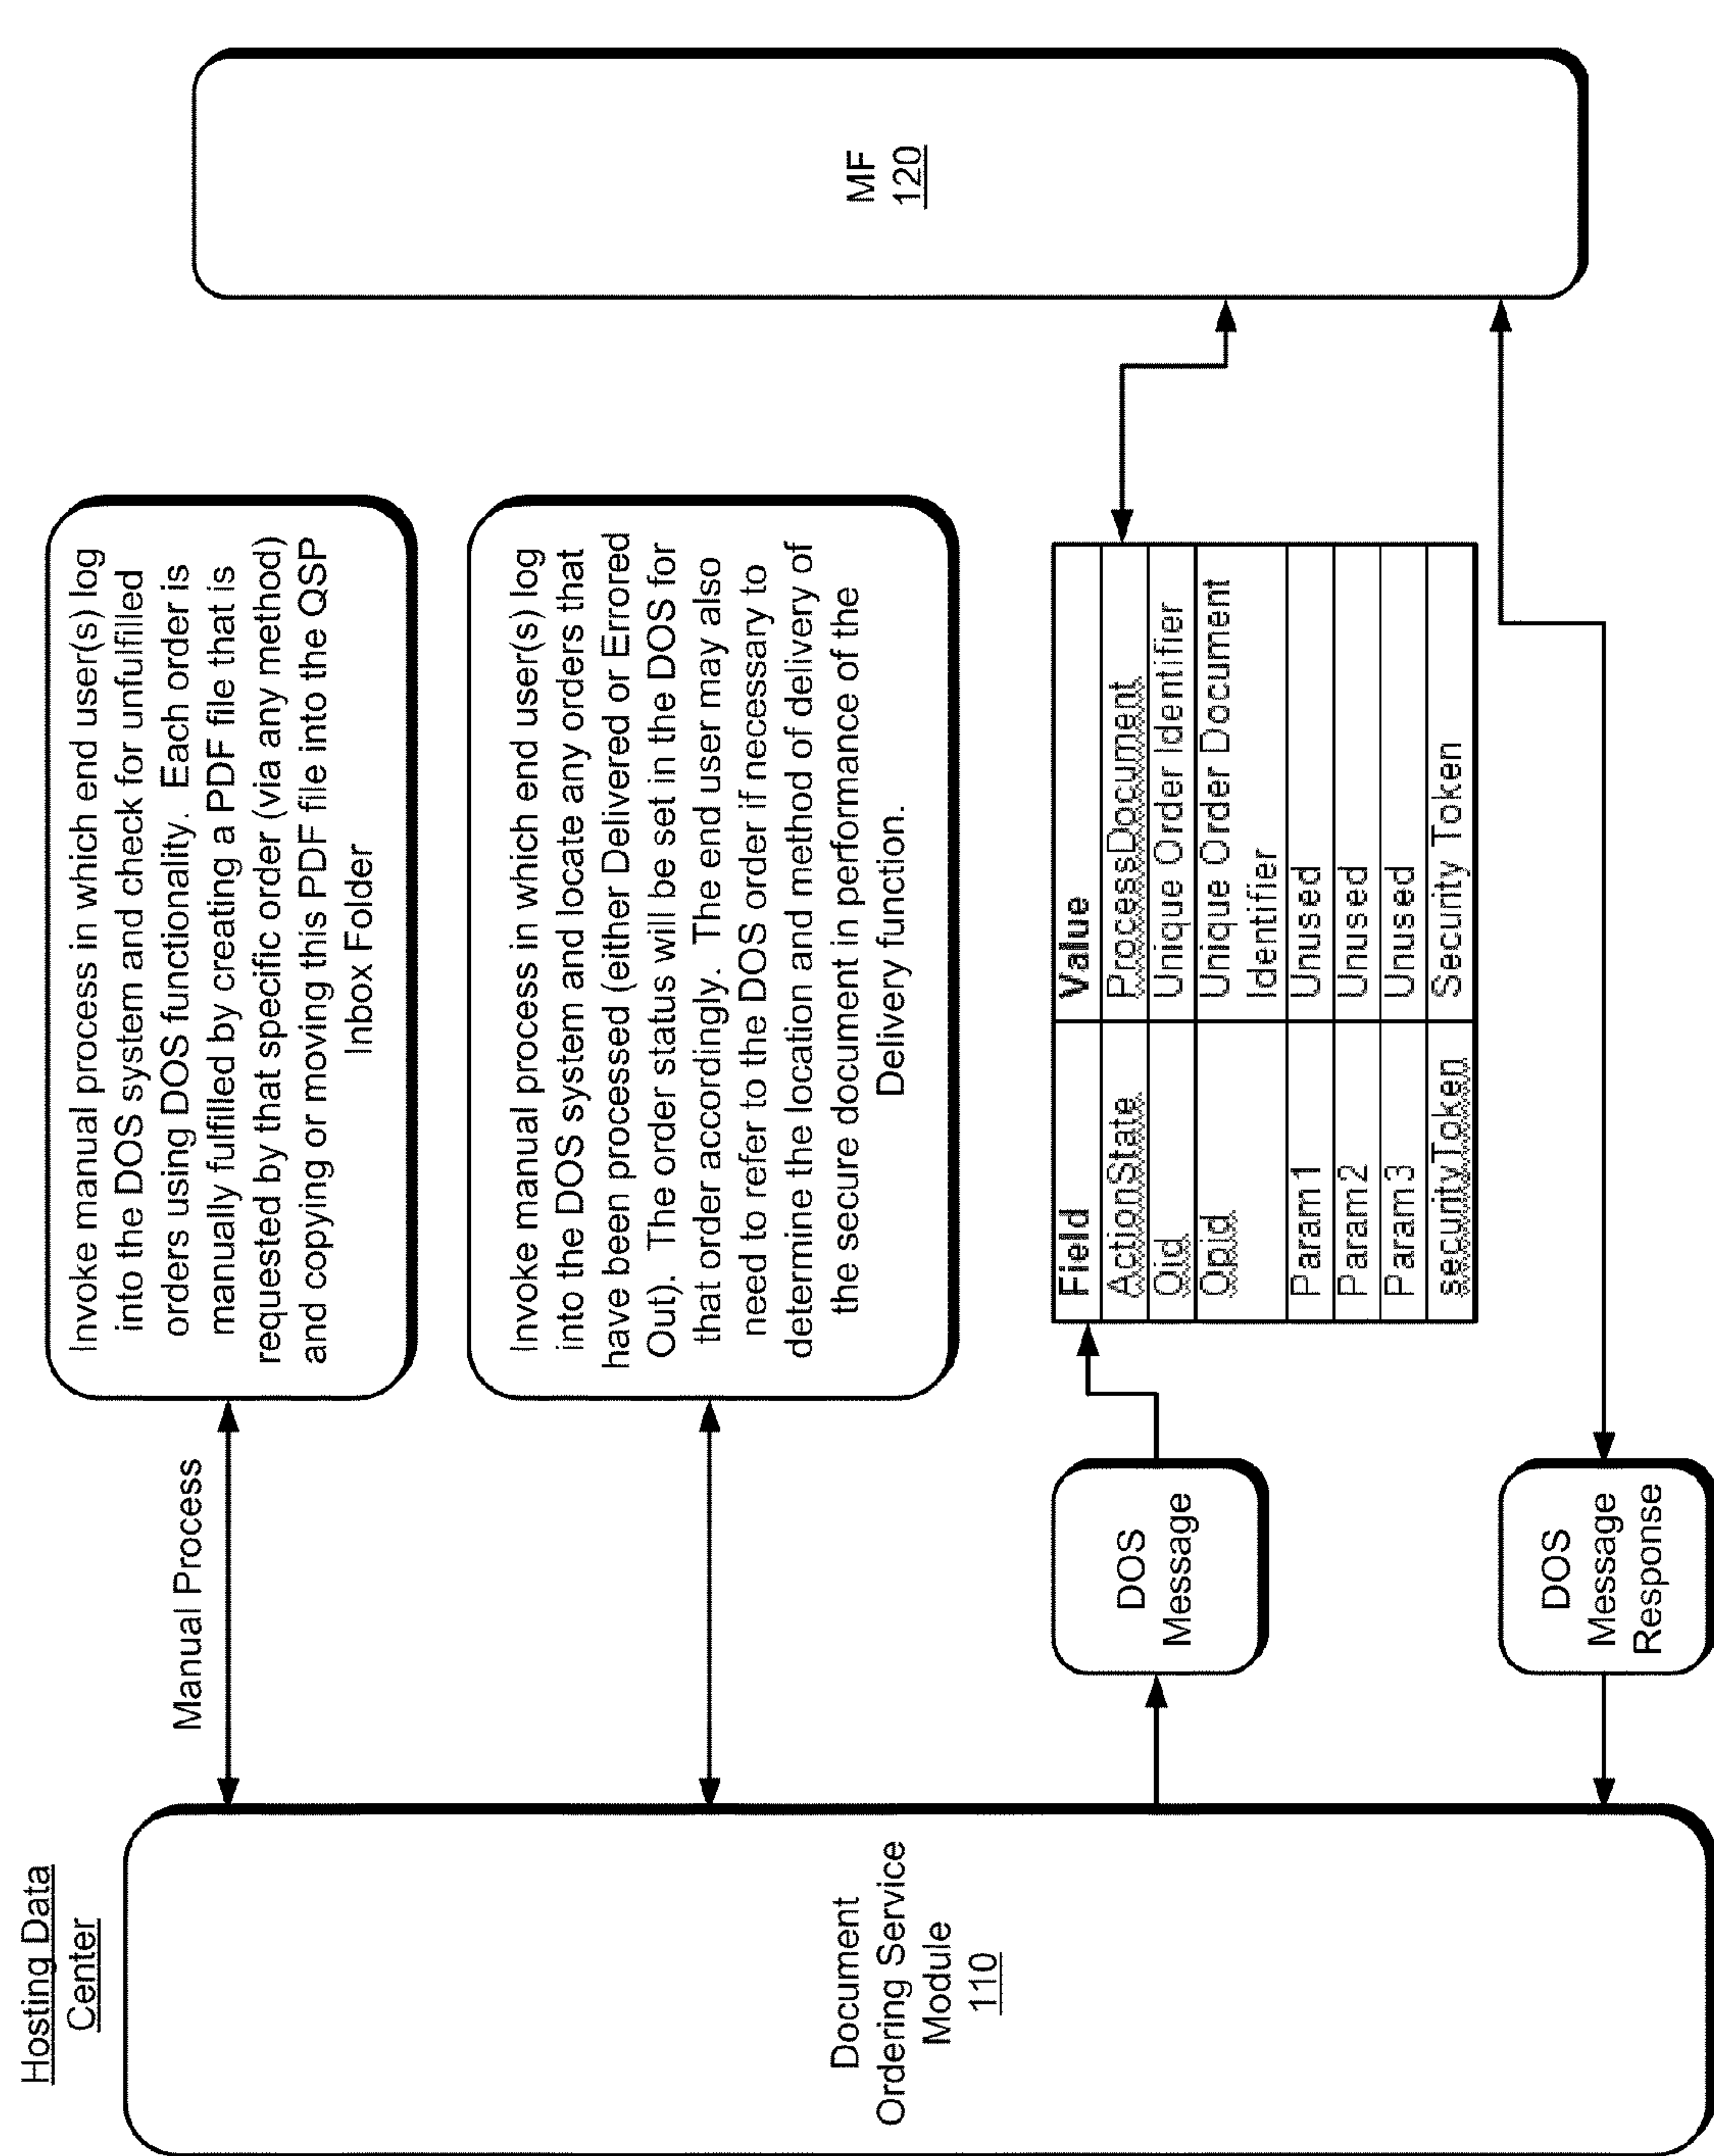 Hosting Data
Center
Document
Ordering Service
Module
110
Manual Process
Invoke manual process in which end user(s) log
into the DOS system and check for unfulfilled
orders using DOS functionality. Each order is
manually fulfilled by creating a PDF file that is
requested by that specific order (via any method)
and copying or moving this PDF file into the QSP
Inbox Folder
Invoke manual process in which end user(s) log
into the DOS system and locate any orders that
have been processed (either Delivered or Errored
Out). The order status will be set in the DOS for
that order accordingly. The end user may also
need to refer to the DOS order if necessary to
determine the location and method of delivery of
the secure document in performance of the
Delivery function.
DOS
Message
Field Value
ActionState ProcessDocument
Oid Unique Order Identifier
Opid Unique Order Document
Identifier
Param1 Unused
Param2 Unused
Param3 Unused
securityToken Security Token
DOS
Message
Response
MF
120